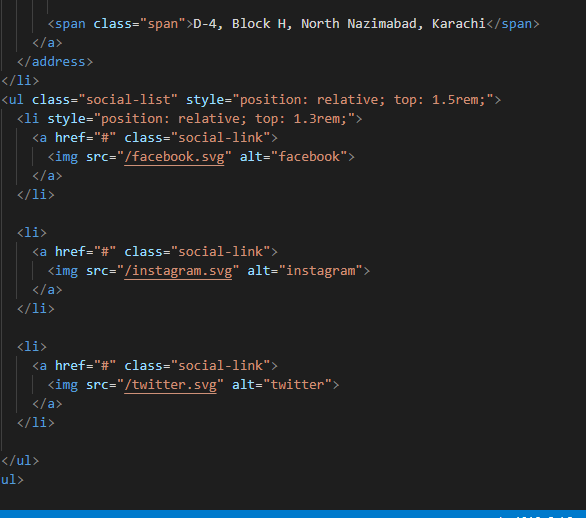 <span class="span">D-4, Block H, North Nazimabad, Karachi</span>
</a>
</address>
</li>
<ul class="social-list" style="position: relative; top: 1.5rem;">
<li style="position: relative; top: 1.3rem;">
<a href="#" class="social-link">
<img src="/facebook.svg" alt="facebook">
</a>
</li>
<li>
<a href="#" class="social-link">
<img src="/instagram.svg" alt="instagram">
</a>
</li>
<li>
<a href="#" class="social-link">
<img src="/twitter.svg" alt="twitter">
</a>
</li>
</ul>
ul>